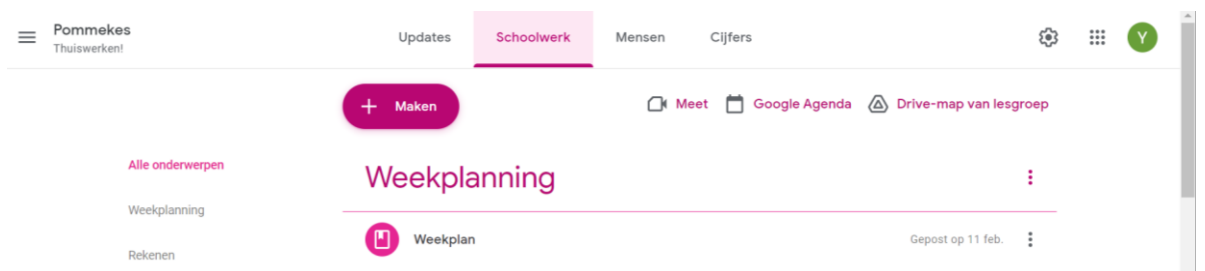 Pommekes
Thuiswerken!
Updates Schoolwerk Mensen Cijfers
Y
+ Maken
Meet Google Agenda Drive-map van lesgroep
Alle onderwerpen
Weekplanning
Rekenen
Weekplanning
Weekplan Gepost op 11 feb.